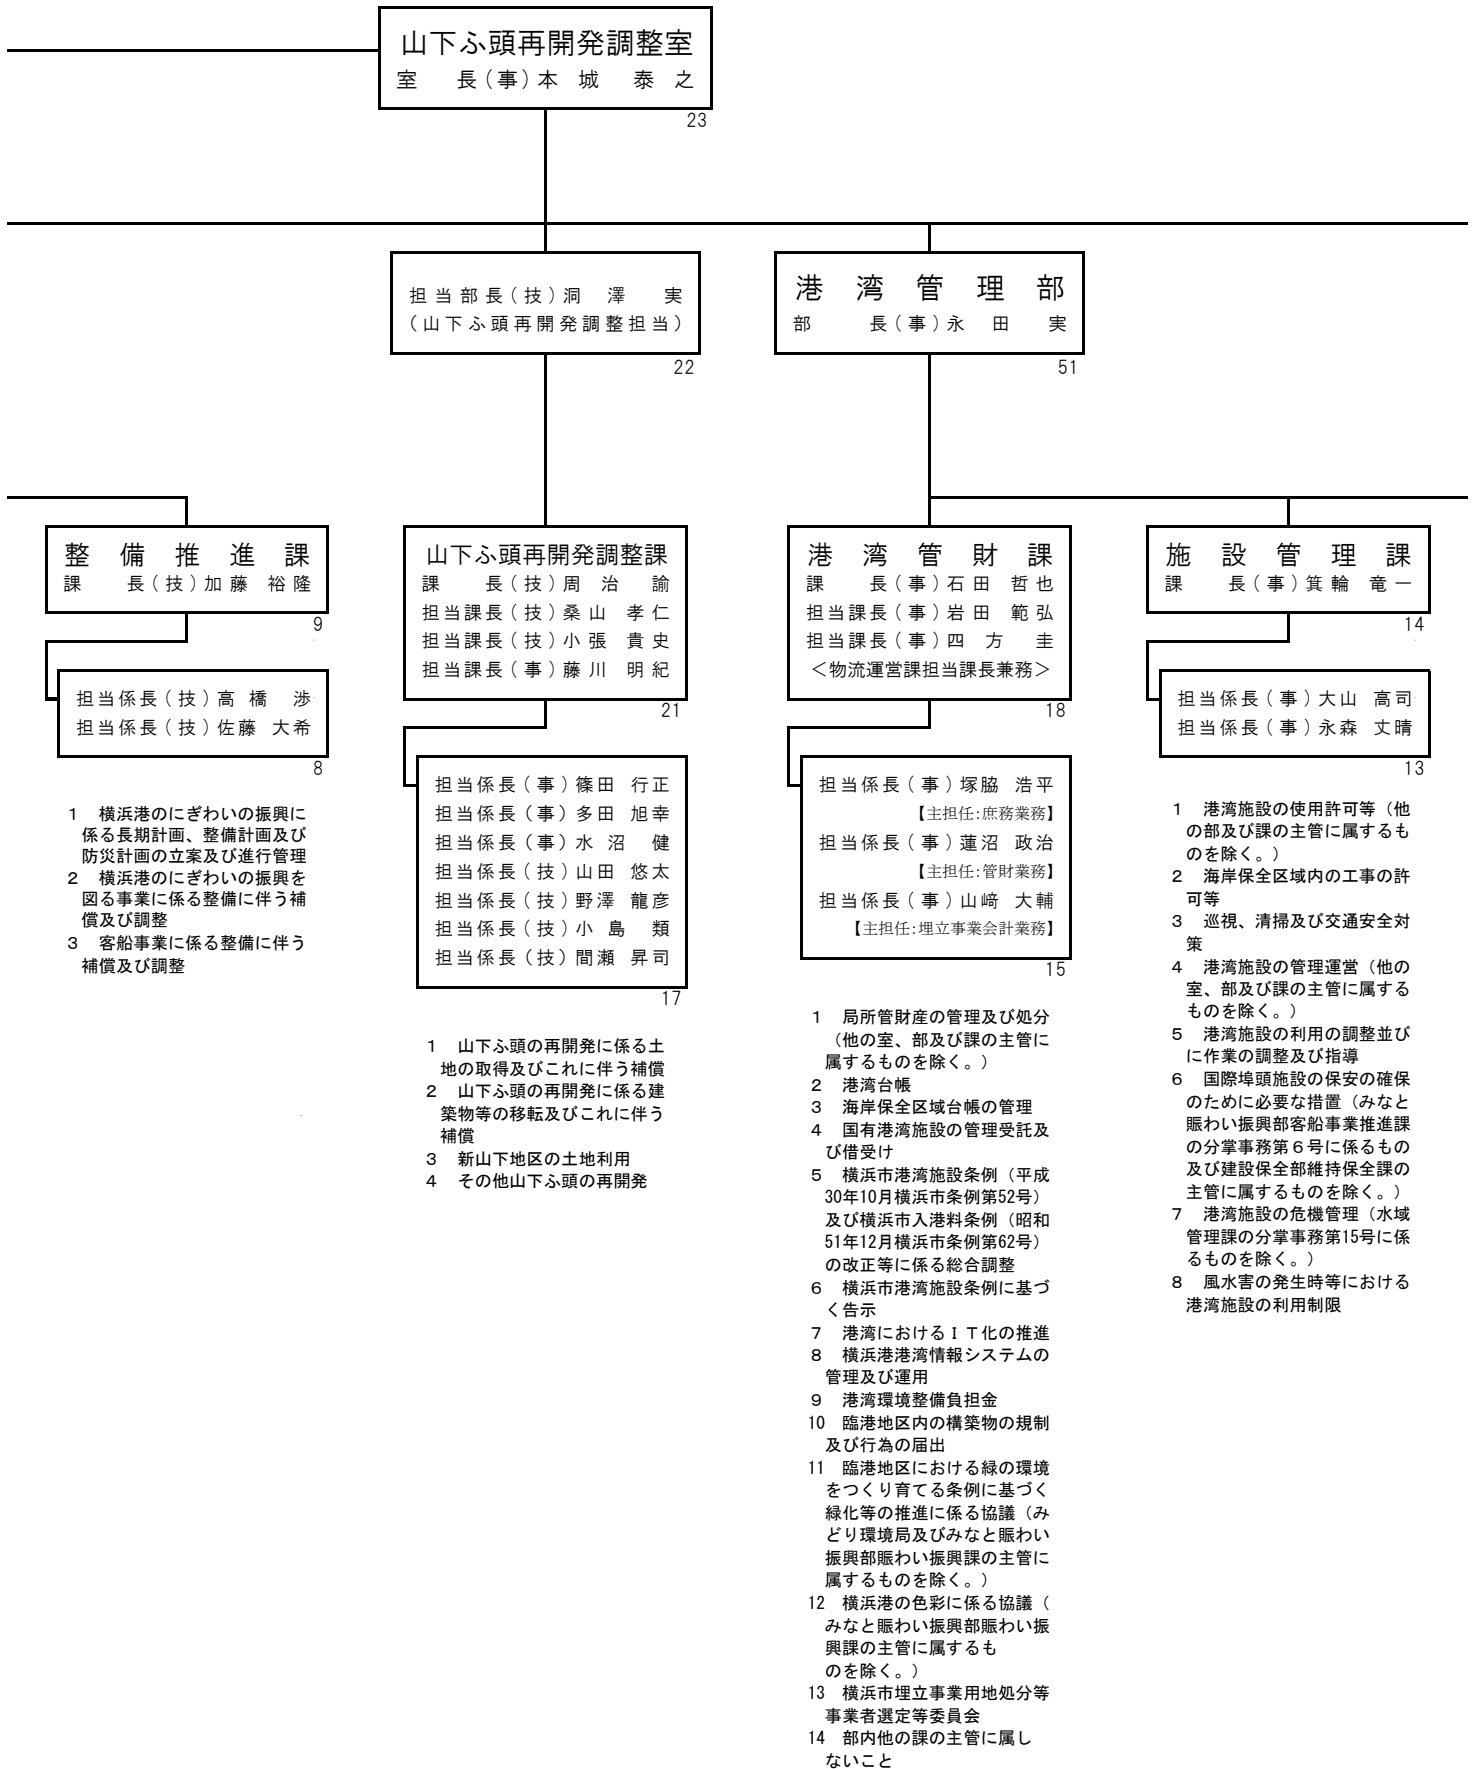 山下ふ頭再開発調整室
室　長（事）本　城　泰　之
23
担当部長（技）洞　澤　実
（山下ふ頭再開発調整担当）
22
港　湾　管　理　部
部　長（事）永　田　実
51
整　備　推　進　課
課　長（技）加藤　裕隆
9
担当係長（技）高　橋　渉
担当係長（技）佐藤　大希
8
1　横浜港のにぎわいの振興に
係る長期計画、整備計画及び
防災計画の立案及び進行管理
2　横浜港のにぎわいの振興を
図る事業に係る整備に伴う補
償及び調整
3　客船事業に係る整備に伴う
補償及び調整
山下ふ頭再開発調整課
課　長（技）周　治　諭
担当課長（技）桑山　孝仁
担当課長（技）小張　貴史
担当課長（事）藤川　明紀
21
担当係長（事）篠田　行正
担当係長（事）多田　旭幸
担当係長（事）水　沼　健
担当係長（技）山田　悠太
担当係長（技）野澤　龍彦
担当係長（技）小　島　類
担当係長（技）間瀬　昇司
17
1　山下ふ頭の再開発に係る土
地の取得及びこれに伴う補償
2　山下ふ頭の再開発に係る建
築物等の移転及びこれに伴う
補償
3　新山下地区の土地利用
4　その他山下ふ頭の再開発
港　湾　管　財　課
課　長（事）石田　哲也
担当課長（事）岩田　範弘
担当課長（事）四　方　圭
＜物流運営課担当課長兼務＞
18
担当係長（事）塚脇　浩平
【主担任:庶務業務】
担当係長（事）蓮沼　政治
【主担任:管財業務】
担当係長（事）山﨑　大輔
【主担任:埋立事業会計業務】
15
1　局所管財産の管理及び処分
（他の室、部及び課の主管に
属するものを除く。）
2　港湾台帳
3　海岸保全区域台帳の管理
4　国有港湾施設の管理受託及
び借受け
5　横浜市港湾施設条例（平成
30年10月横浜市条例第52号）
及び横浜市入港料条例（昭和
51年12月横浜市条例第62号）
の改正等に係る総合調整
6　横浜市港湾施設条例に基づ
く告示
7　港湾におけるＩＴ化の推進
8　横浜港港湾情報システムの
管理及び運用
9　港湾環境整備負担金
10　臨港地区内の構築物の規制
及び行為の届出
11　臨港地区における緑の環境
をつくり育てる条例に基づく
緑化等の推進に係る協議（み
どり環境局及びみなと賑わい
振興部賑わい振興課の主管に
属するものを除く。）
12　横浜港の色彩に係る協議（
みなと賑わい振興部賑わい振
興課の主管に属するも
のを除く。）
13　横浜市埋立事業用地処分等
事業者選定等委員会
14　部内他の課の主管に属し
ないこと
施　設　管　理　課
課　長（事）箕輪　竜一
14
担当係長（事）大山　高司
担当係長（事）永森　丈晴
13
1　港湾施設の使用許可等（他
の部及び課の主管に属するも
のを除く。）
2　海岸保全区域内の工事の許
可等
3　巡視、清掃及び交通安全対
策
4　港湾施設の管理運営（他の
室、部及び課の主管に属する
ものを除く。）
5　港湾施設の利用の調整並び
に作業の調整及び指導
6　国際埠頭施設の保安の確保
のために必要な措置（みなと
賑わい振興部客船事業推進課
の分掌事務第６号に係るもの
及び建設保全部維持保全課の
主管に属するものを除く。）
7　港湾施設の危機管理（水域
管理課の分掌事務第15号に係
るものを除く。）
8　風水害の発生時等における
港湾施設の利用制限